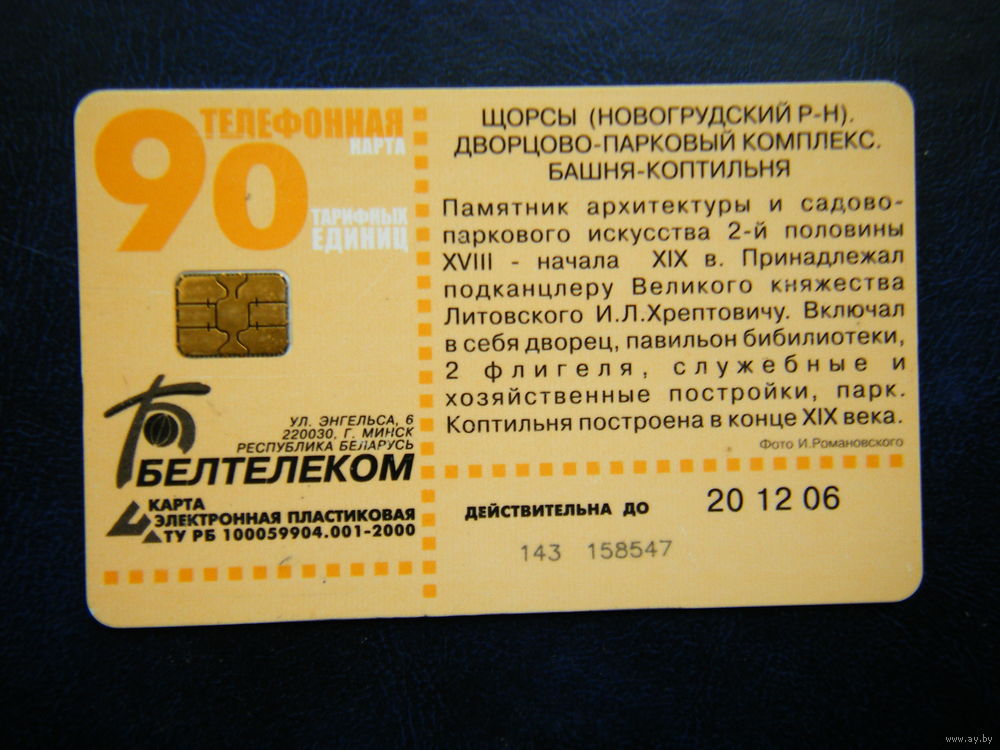 90
ТЕЛЕФОННАЯ
КАРТА
ТАРИФНЫХ
ЕДИНИЦ
УЛ. ЭНГЕЛЬСА, 6
220030, Г. МИНСК
РЕСПУБЛИКА БЕЛАРУСЬ
БЕЛТЕЛЕКОМ
КАРТА
ЭЛЕКТРОННАЯ ПЛАСТИКОВАЯ
ТУ РБ 100059904.001-2000
ЩОРСЫ (НОВОГРУДСКИЙ Р-Н).
ДВОРЦОВО-ПАРКОВЫЙ КОМПЛЕКС.
БАШНЯ-КОПТИЛЬНЯ
Памятник архитектуры и садово-
паркового искусства 2-й половины
XVIII - начала XIX в. Принадлежал
подканцлеру Великого княжества
Литовского И.Л.Хрептовичу. Включал
в себя дворец, павильон бибилиотеки,
2 флигеля, служебные и
хозяйственные постройки, парк.
Коптильня построена в конце XIX века.
Фото И.Романовского
ДЕЙСТВИТЕЛЬНА ДО 20 12 06
143 158547
www.ay.by